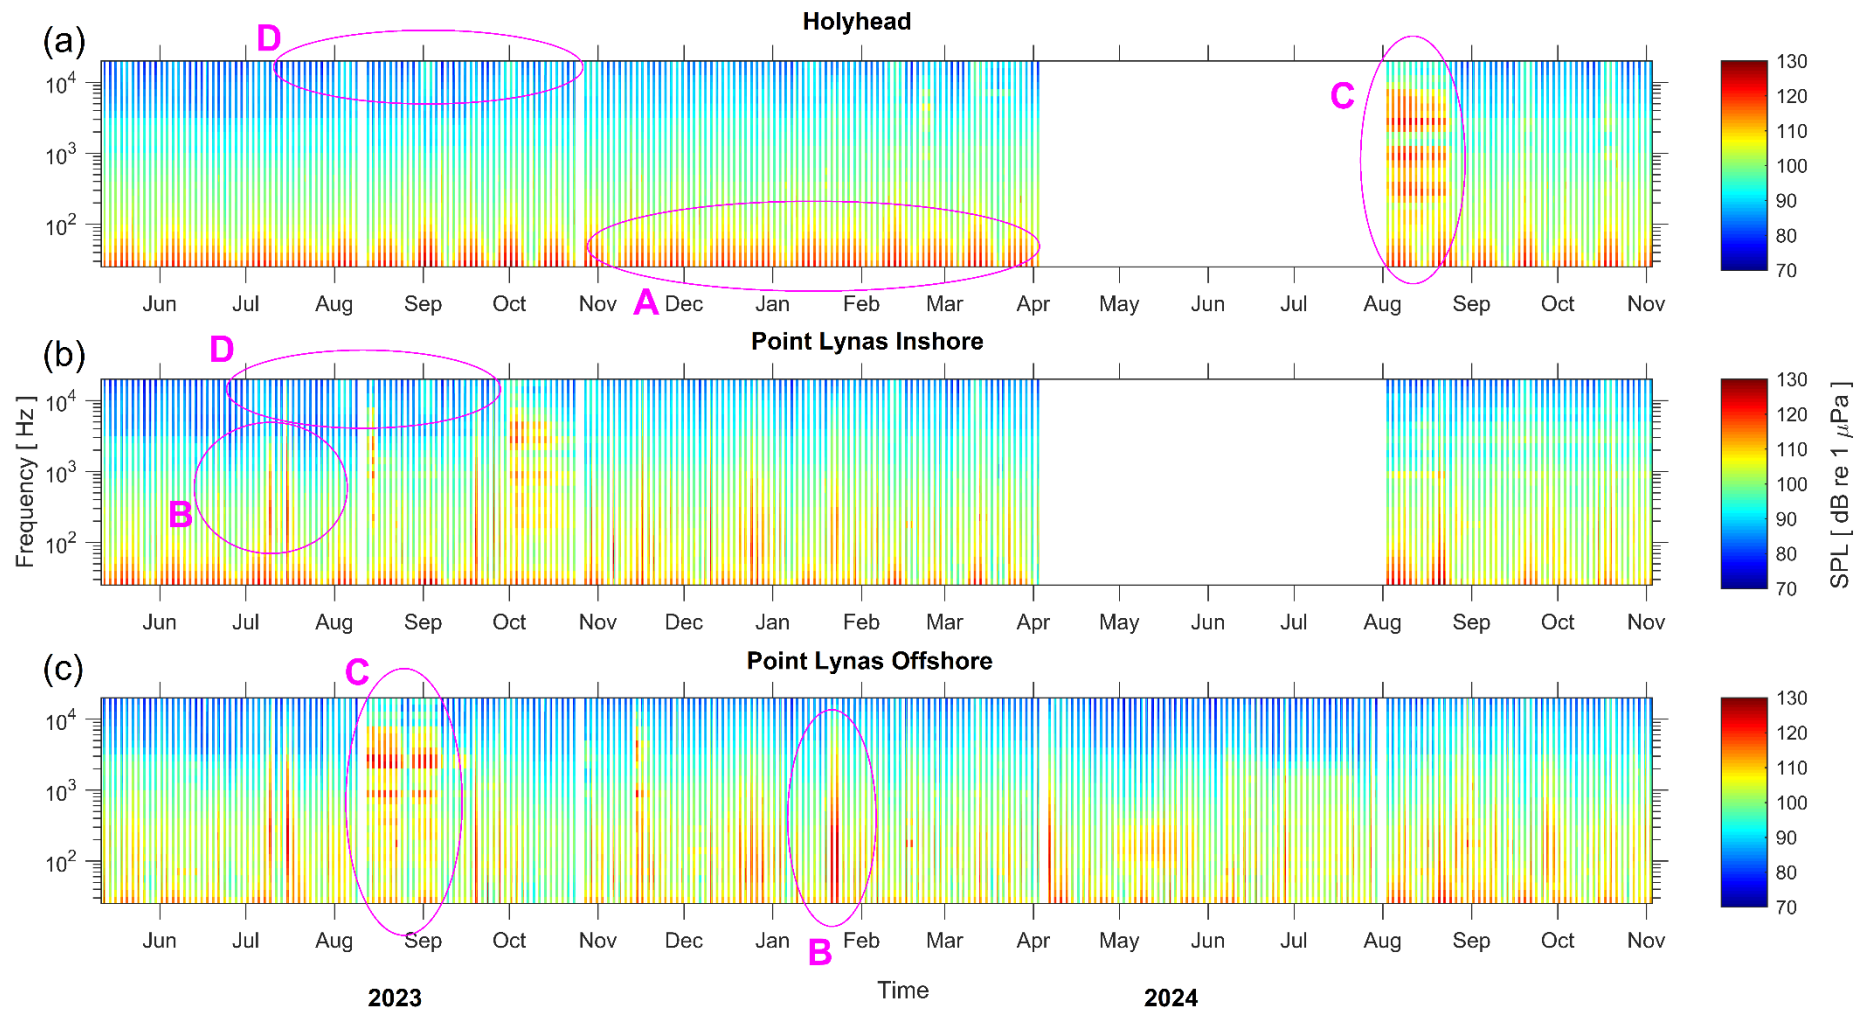 Holyhead
(a)
D
C
10^4
10^3
10^2
A
Jun Jul Aug Sep Oct Nov Dec Jan Feb Mar Apr May Jun Jul Aug Sep Oct Nov
130
120
110
100
90
80
70
Point Lynas Inshore
(b)
D
B
10^4
10^3
10^2
Frequency [ Hz ]
Jun Jul Aug Sep Oct Nov Dec Jan Feb Mar Apr May Jun Jul Aug Sep Oct Nov
130
120
110
100
90
80
70
SPL [ dB re 1 μPa ]
Point Lynas Offshore
(c)
C
B
10^4
10^3
10^2
Jun Jul Aug Sep Oct Nov Dec Jan Feb Mar Apr May Jun Jul Aug Sep Oct Nov
130
120
110
100
90
80
70
2023
Time
2024